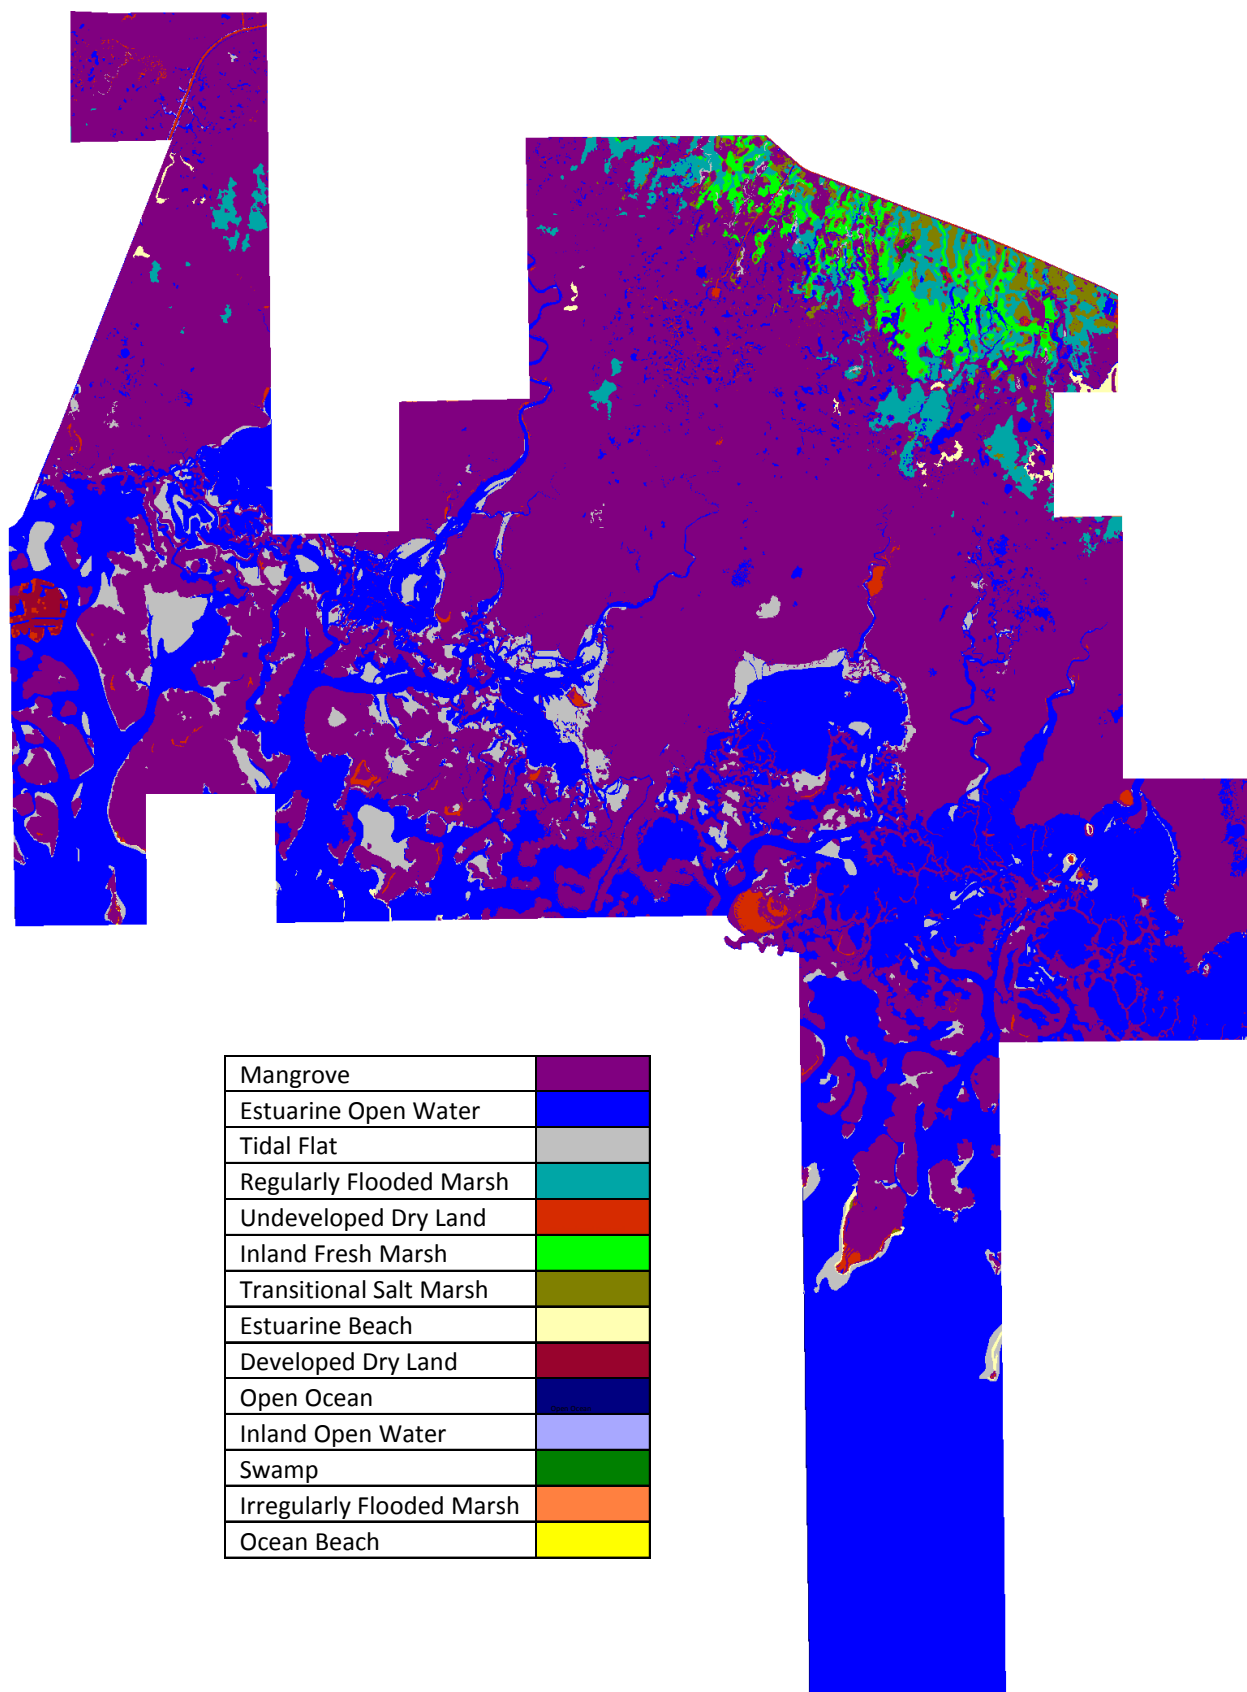 Mangrove
Estuarine Open Water
Tidal Flat
Regularly Flooded Marsh
Undeveloped Dry Land
Inland Fresh Marsh
Transitional Salt Marsh
Estuarine Beach
Developed Dry Land
Open Ocean
Inland Open Water
Swamp
Irregularly Flooded Marsh
Ocean Beach